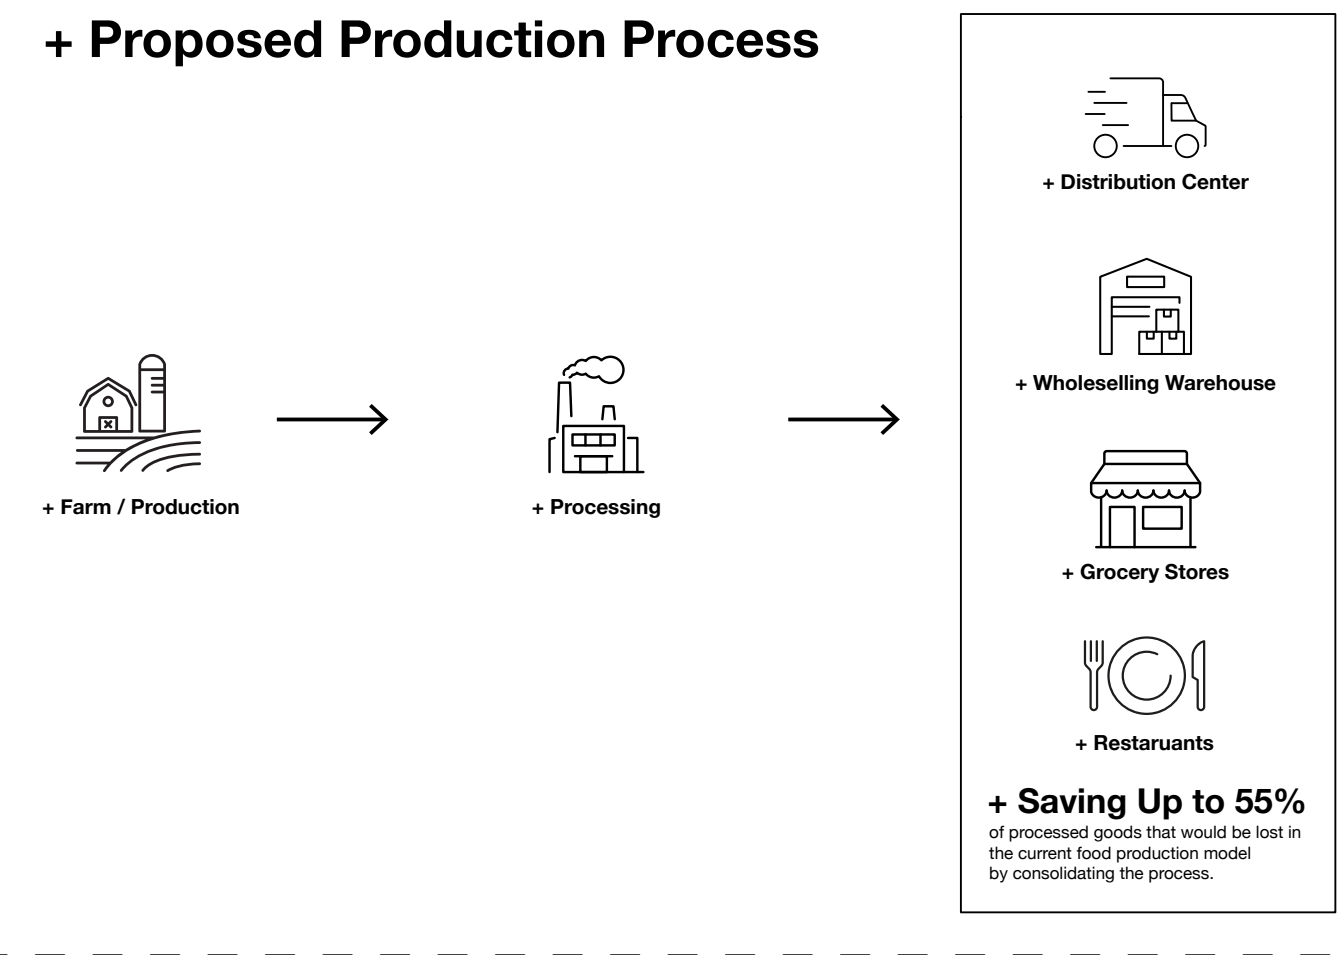 + Proposed Production Process
+ Farm / Production
+ Processing
+ Distribution Center
+ Wholeselling Warehouse
+ Grocery Stores
+ Restaruants
+ Saving Up to 55%
of processed goods that would be lost in
the current food production model
by consolidating the process.